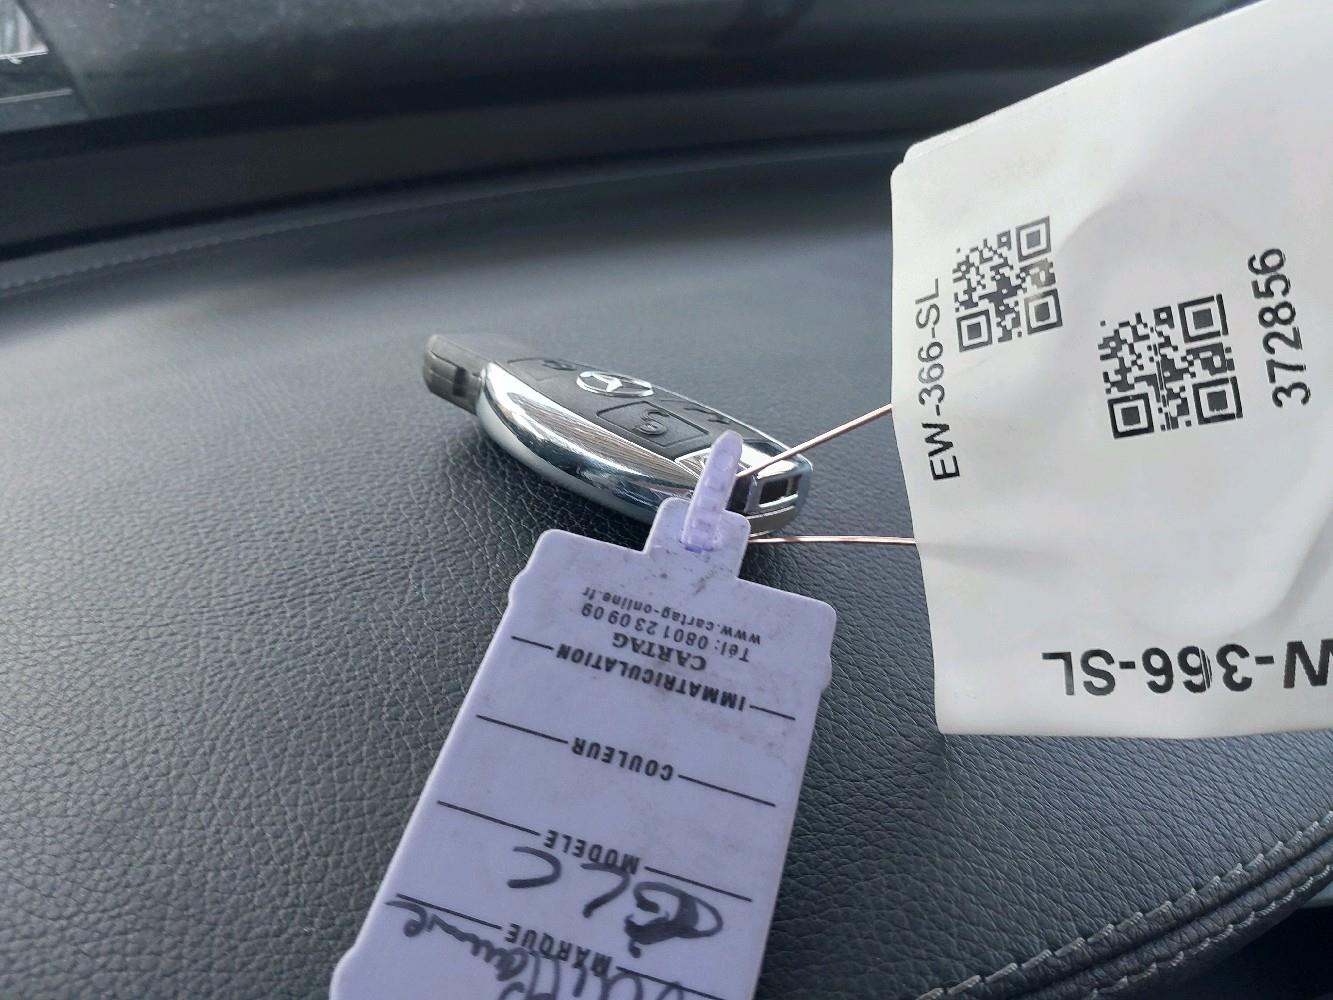 EW-366-SL
372856
W-366-SL
www.cartag-online.fr
Tél: 0801 23 09 09
CARTAG
IMMATRICULATION
COULEUR
MODELE
GLC
MARQUE